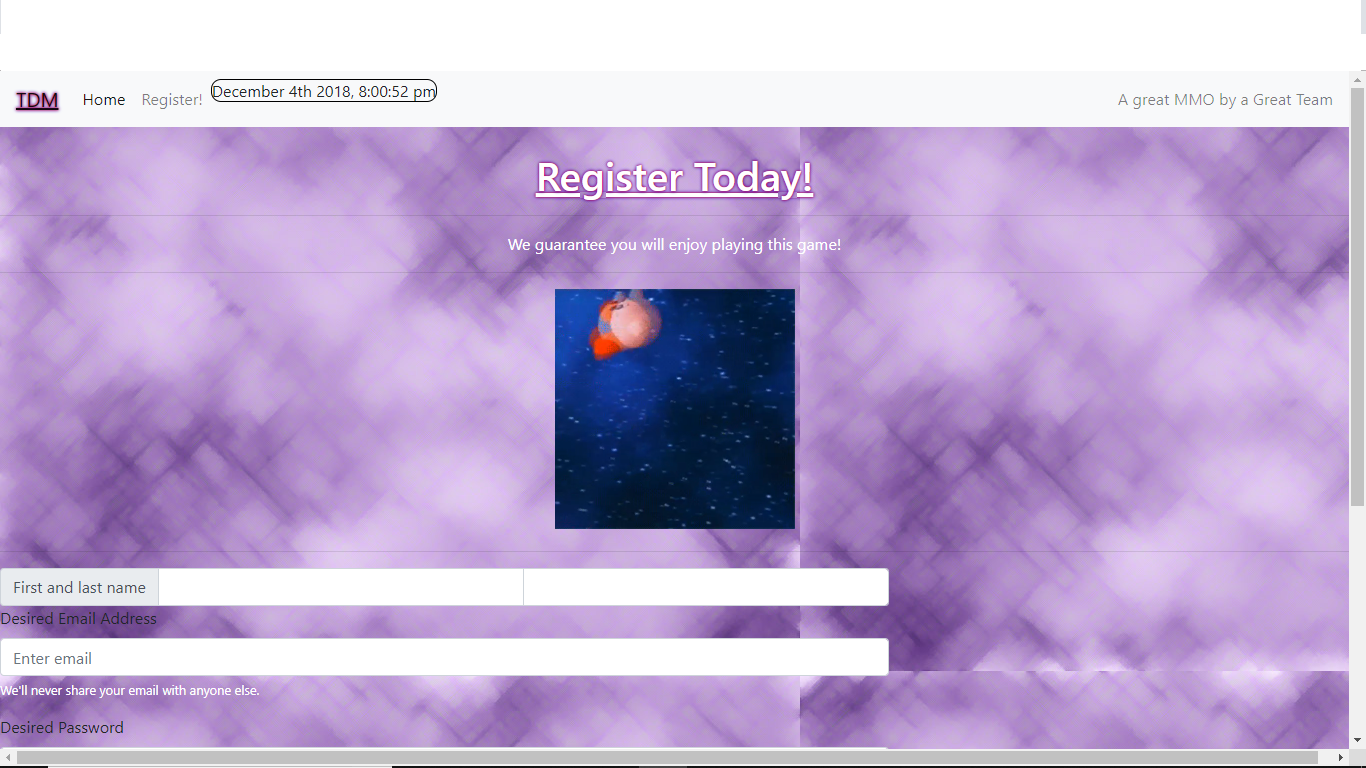 TDM Home Register! December 4th 2018, 8:00:52 pm A great MMO by a Great Team
Register Today!
We guarantee you will enjoy playing this game!
First and last name
Desired Email Address
Enter email
We'll never share your email with anyone else.
Desired Password